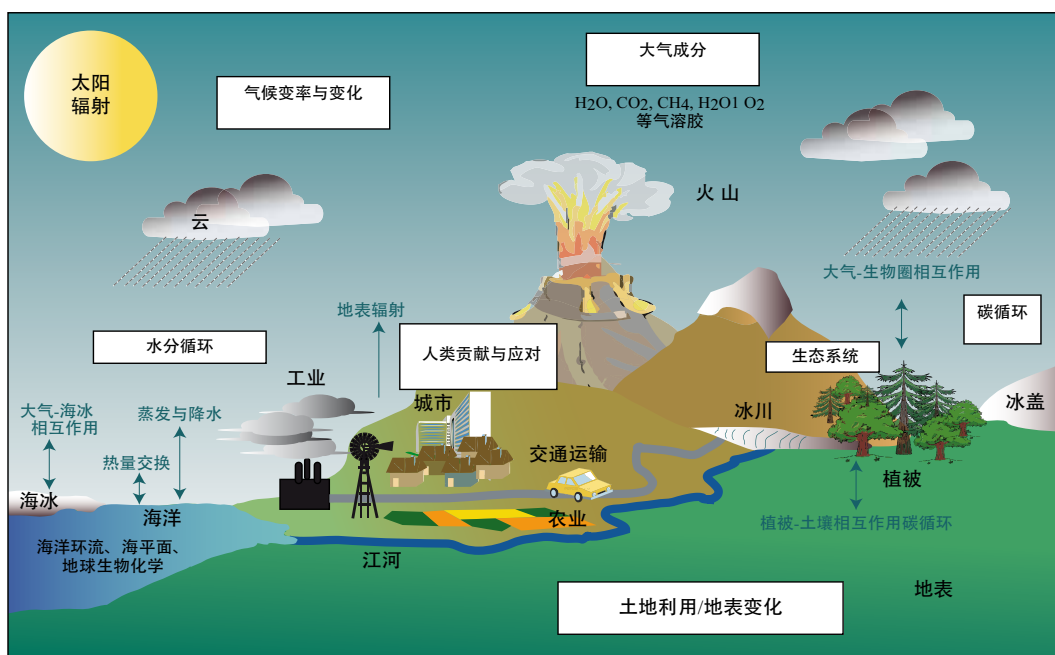 太阳
辐射
气候变率与变化
大气成分
H2O, CO2, CH4, H2O1 O2
等气溶胶
火 山
云
大气-生物圈相互作用
地表辐射
碳循环
水分循环
人类贡献与应对
生态系统
工业
城市
冰川
冰盖
大气-海冰
相互作用
蒸发与降水
热量交换
交通运输
植被
海冰
海洋
农业
植被-土壤相互作用碳循环
海洋环流、海平面、
地球生物化学
江河
地表
土地利用/地表变化